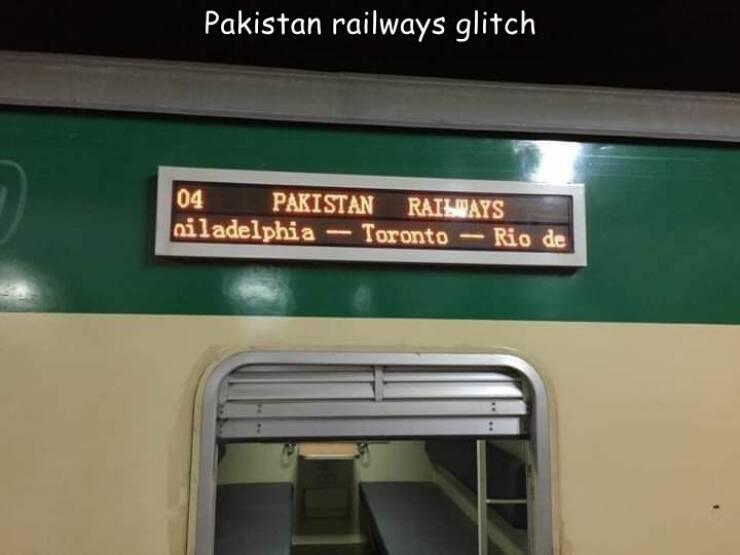 Pakistan railways glitch
04 PAKISTAN RAILWAYS
niladelphia — Toronto — Rio de